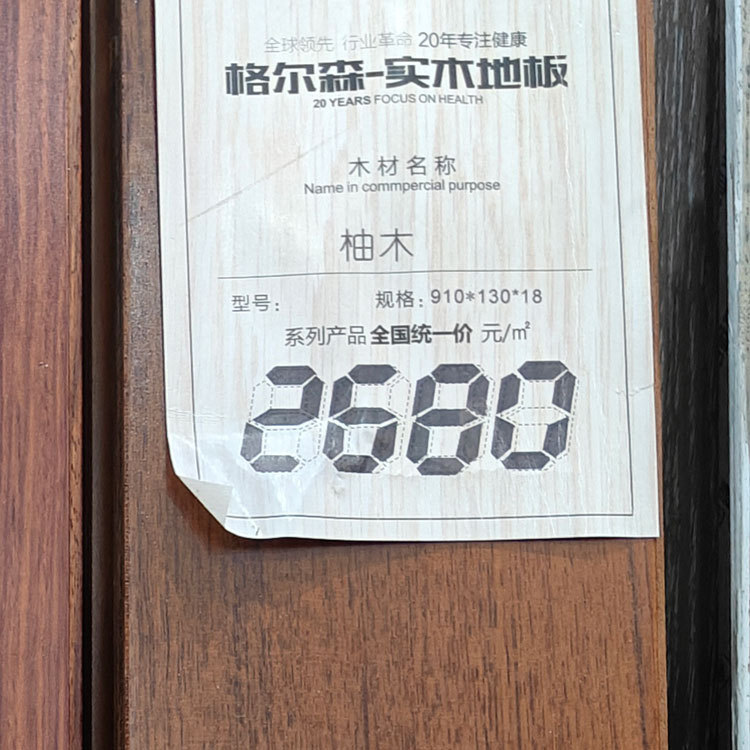 全球领先 行业革命 20年专注健康
格尔森-实木地板
20 YEARS FOCUS ON HEALTH
木材名称
Name in commpercial purpose
柚木
型号: 规格: 910*130*18
系列产品全国统一价 元/㎡
2680